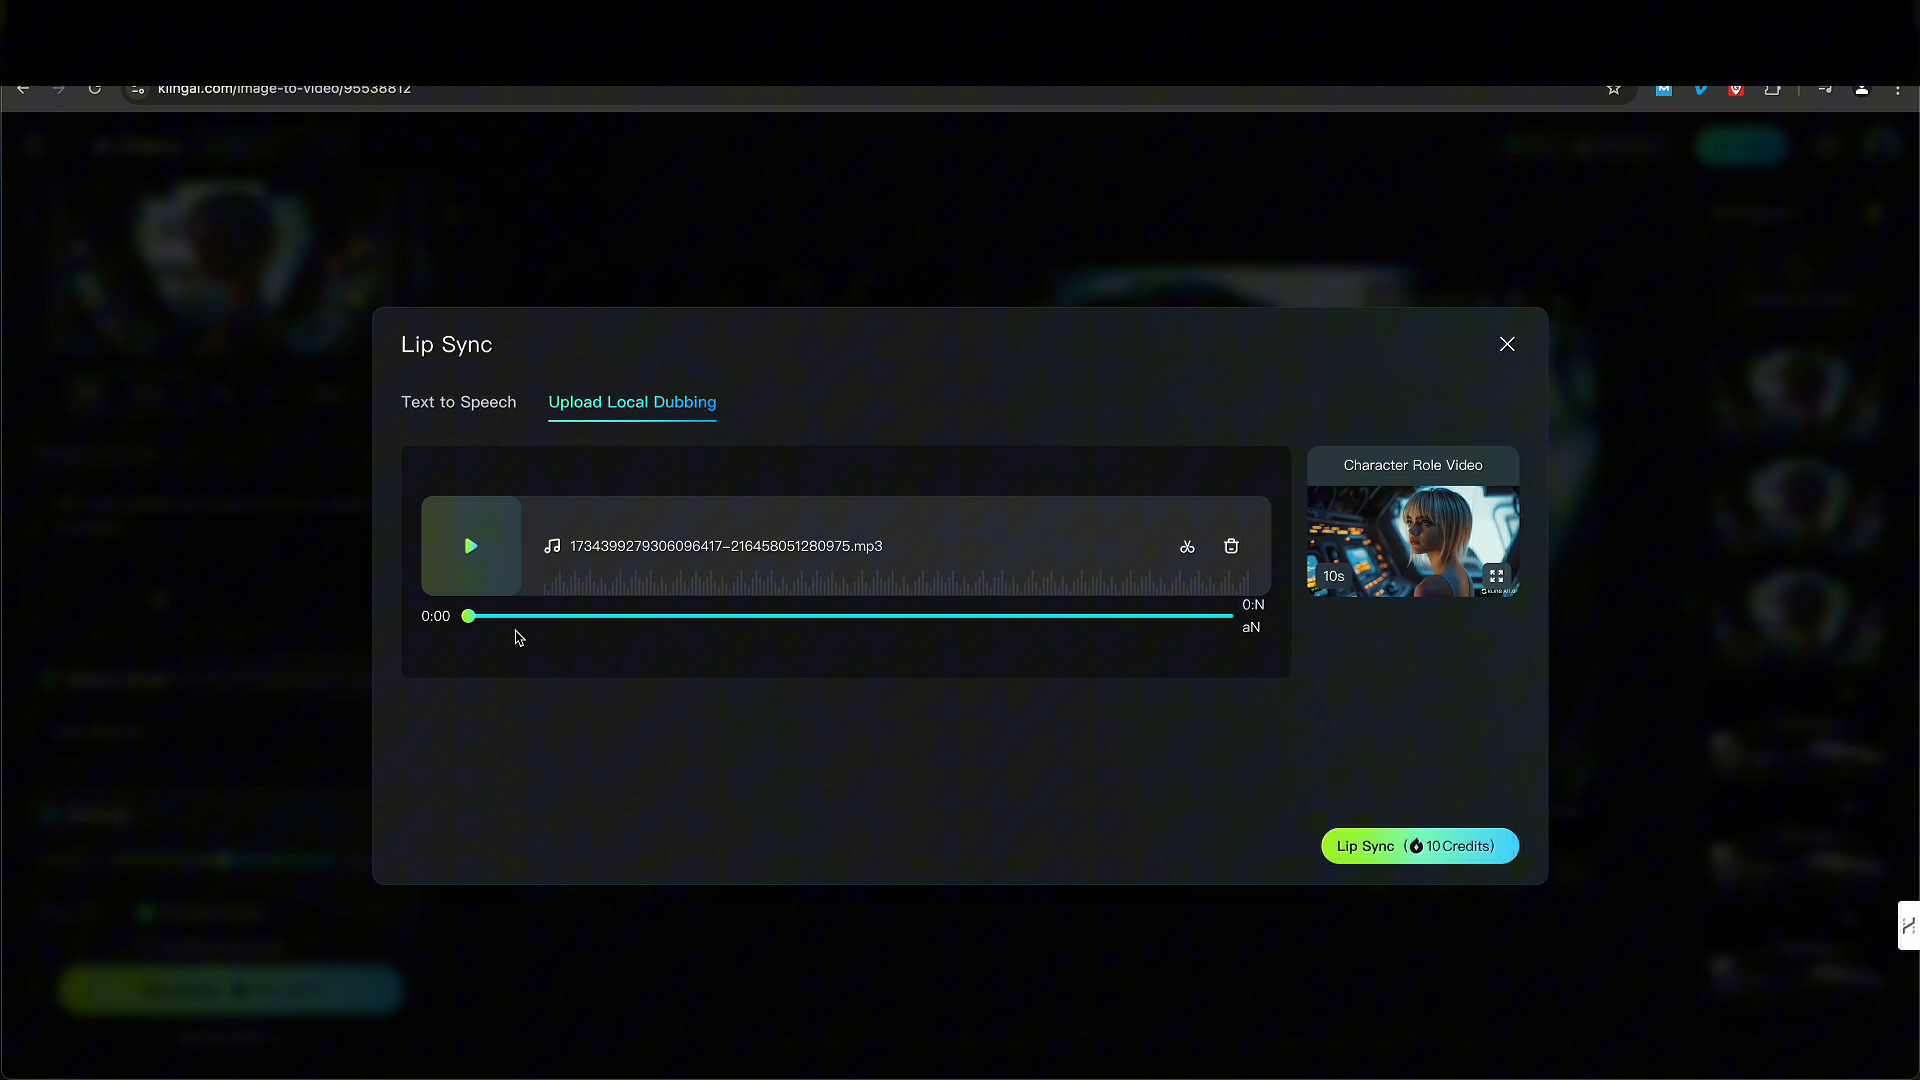 klingai.com/image-to-video/95538812
Lip Sync
Text to Speech
Upload Local Dubbing
Character Role Video
1734399279306096417-216458051280975.mp3
10s
0:00
0:N
aN
Lip Sync (10 Credits)